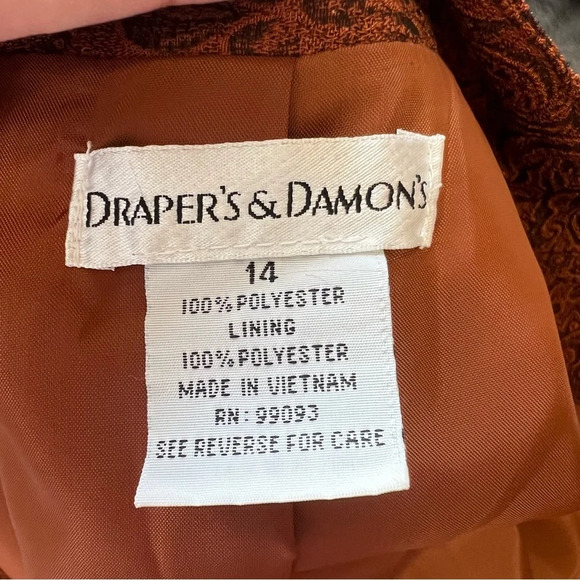 DRAPER'S & DAMON'S
14
100% POLYESTER
LINING
100% POLYESTER
MADE IN VIETNAM
RN: 99093
SEE REVERSE FOR CARE